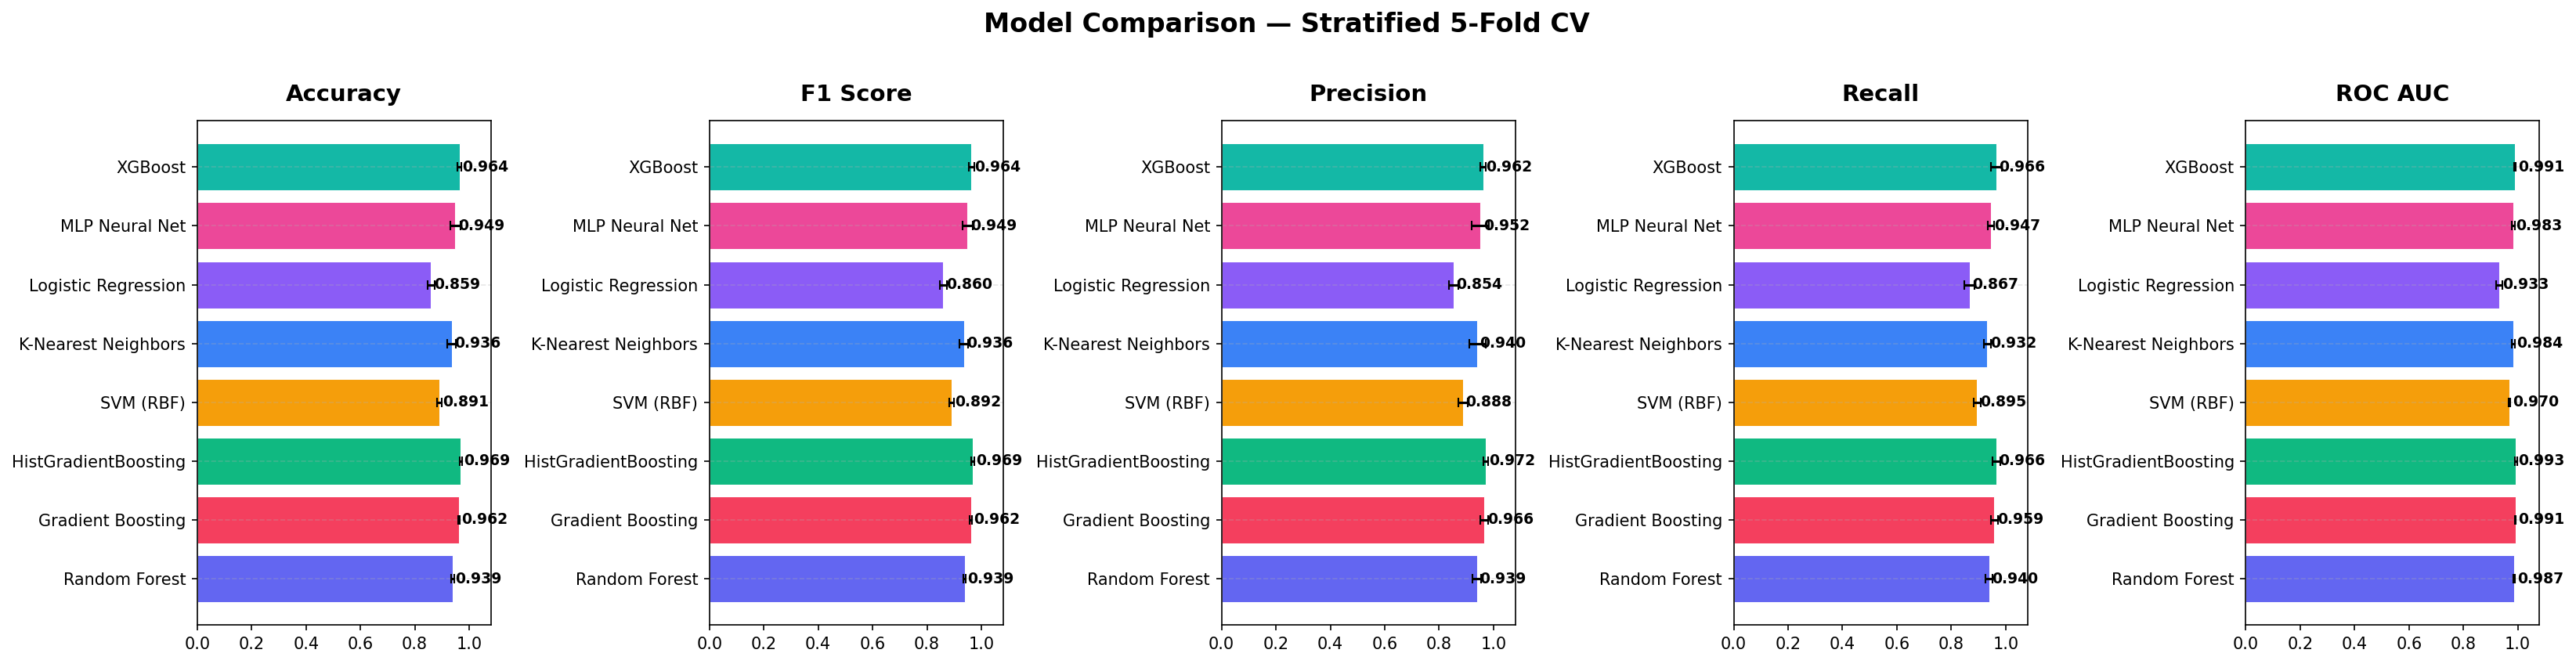 Model Comparison — Stratified 5-Fold CV
Accuracy
XGBoost 0.964
MLP Neural Net 0.949
Logistic Regression 0.859
K-Nearest Neighbors 0.936
SVM (RBF) 0.891
HistGradientBoosting 0.969
Gradient Boosting 0.962
Random Forest 0.939
0.0 0.2 0.4 0.6 0.8 1.0
F1 Score
XGBoost 0.964
MLP Neural Net 0.949
Logistic Regression 0.860
K-Nearest Neighbors 0.936
SVM (RBF) 0.892
HistGradientBoosting 0.969
Gradient Boosting 0.962
Random Forest 0.939
0.0 0.2 0.4 0.6 0.8 1.0
Precision
XGBoost 0.962
MLP Neural Net 0.952
Logistic Regression 0.854
K-Nearest Neighbors 0.940
SVM (RBF) 0.888
HistGradientBoosting 0.972
Gradient Boosting 0.966
Random Forest 0.939
0.0 0.2 0.4 0.6 0.8 1.0
Recall
XGBoost 0.966
MLP Neural Net 0.947
Logistic Regression 0.867
K-Nearest Neighbors 0.932
SVM (RBF) 0.895
HistGradientBoosting 0.966
Gradient Boosting 0.959
Random Forest 0.940
0.0 0.2 0.4 0.6 0.8 1.0
ROC AUC
XGBoost 0.991
MLP Neural Net 0.983
Logistic Regression 0.933
K-Nearest Neighbors 0.984
SVM (RBF) 0.970
HistGradientBoosting 0.993
Gradient Boosting 0.991
Random Forest 0.987
0.0 0.2 0.4 0.6 0.8 1.0